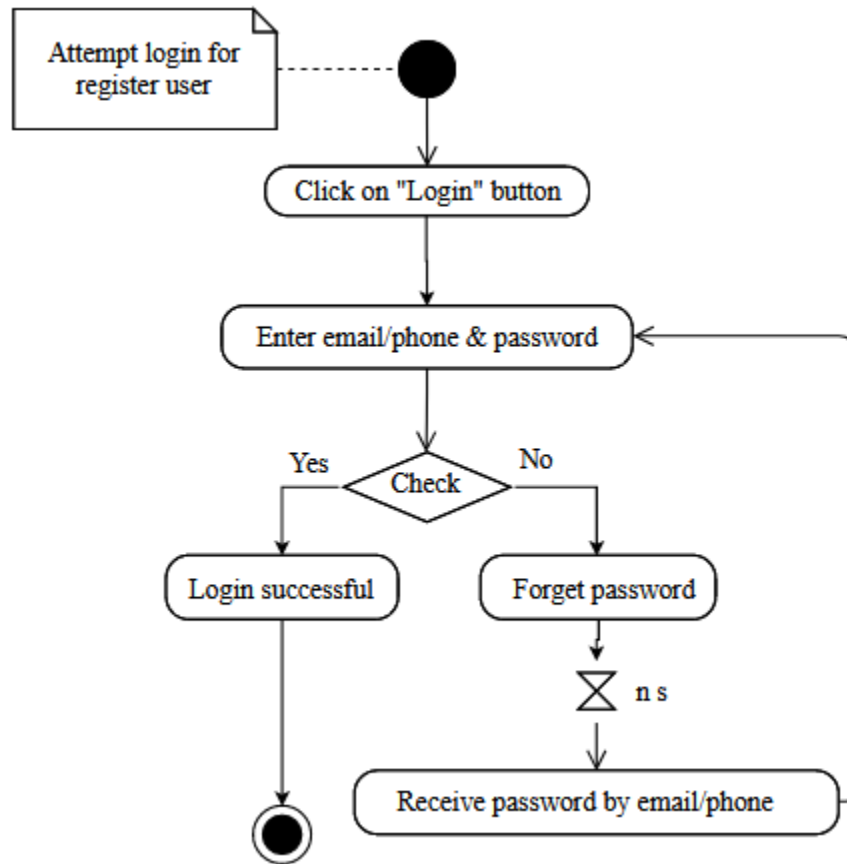 Attempt login for
register user
Click on "Login" button
Enter email/phone & password
Yes
No
Check
Login successful
Forget password
n s
Receive password by email/phone